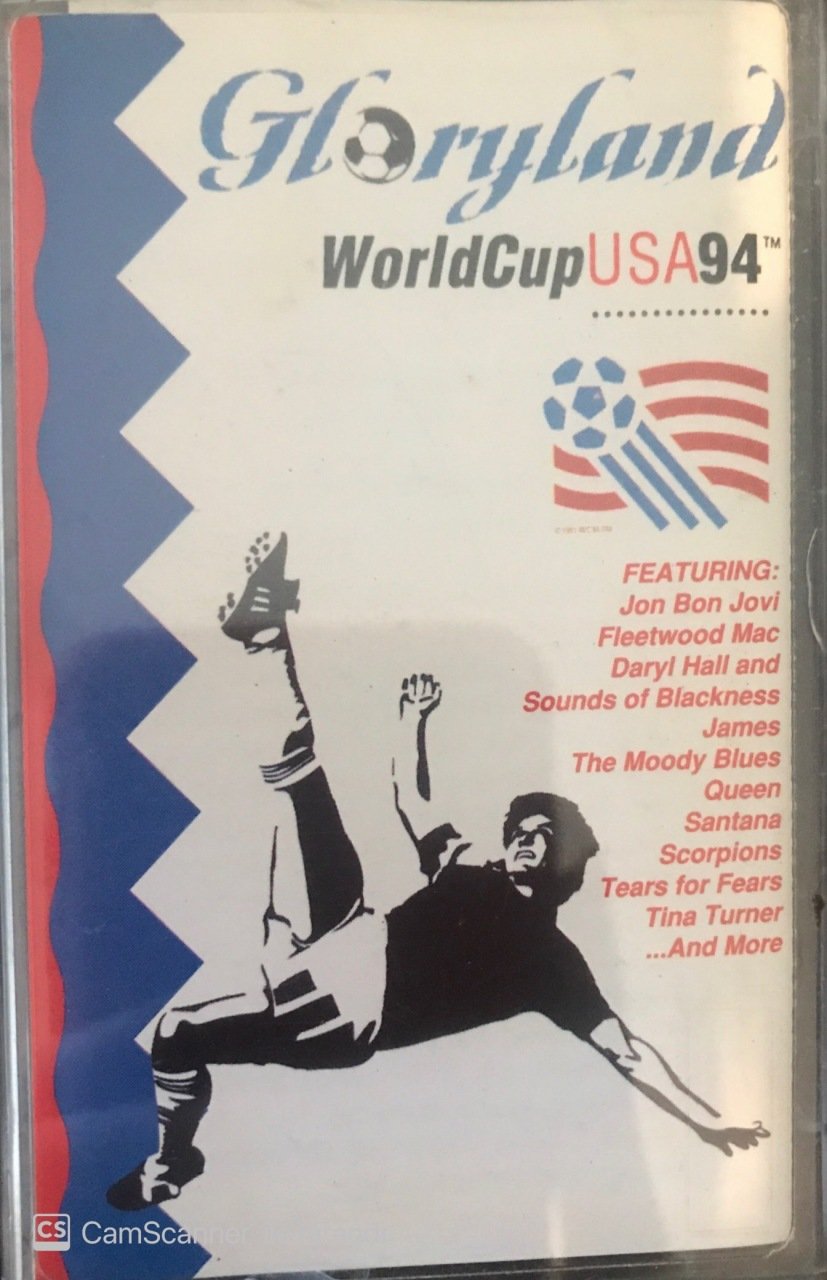 Gloryland
WorldCupUSA94™
FEATURING:
Jon Bon Jovi
Fleetwood Mac
Daryl Hall and
Sounds of Blackness
James
The Moody Blues
Queen
Santana
Scorpions
Tears for Fears
Tina Turner
...And More
CS CamScanner